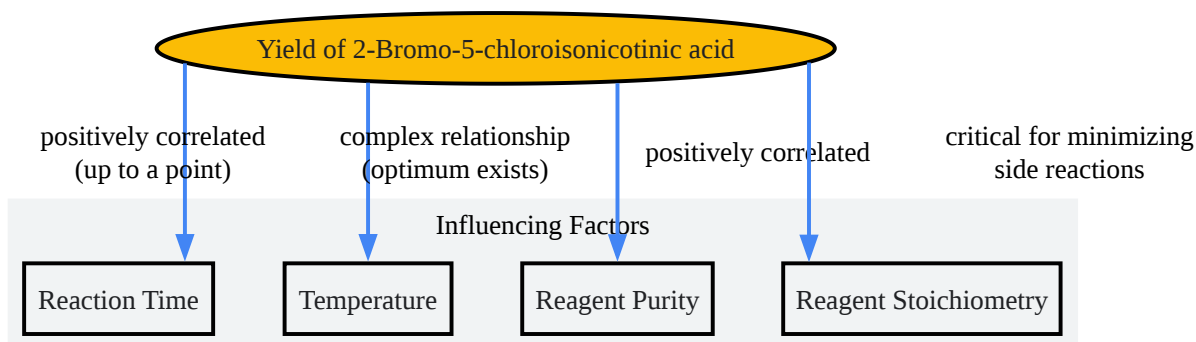 Yield of 2-Bromo-5-chloroisonicotinic acid
positively correlated
(up to a point)
complex relationship
(optimum exists)
positively correlated
critical for minimizing
side reactions
Influencing Factors
Reaction Time
Temperature
Reagent Purity
Reagent Stoichiometry